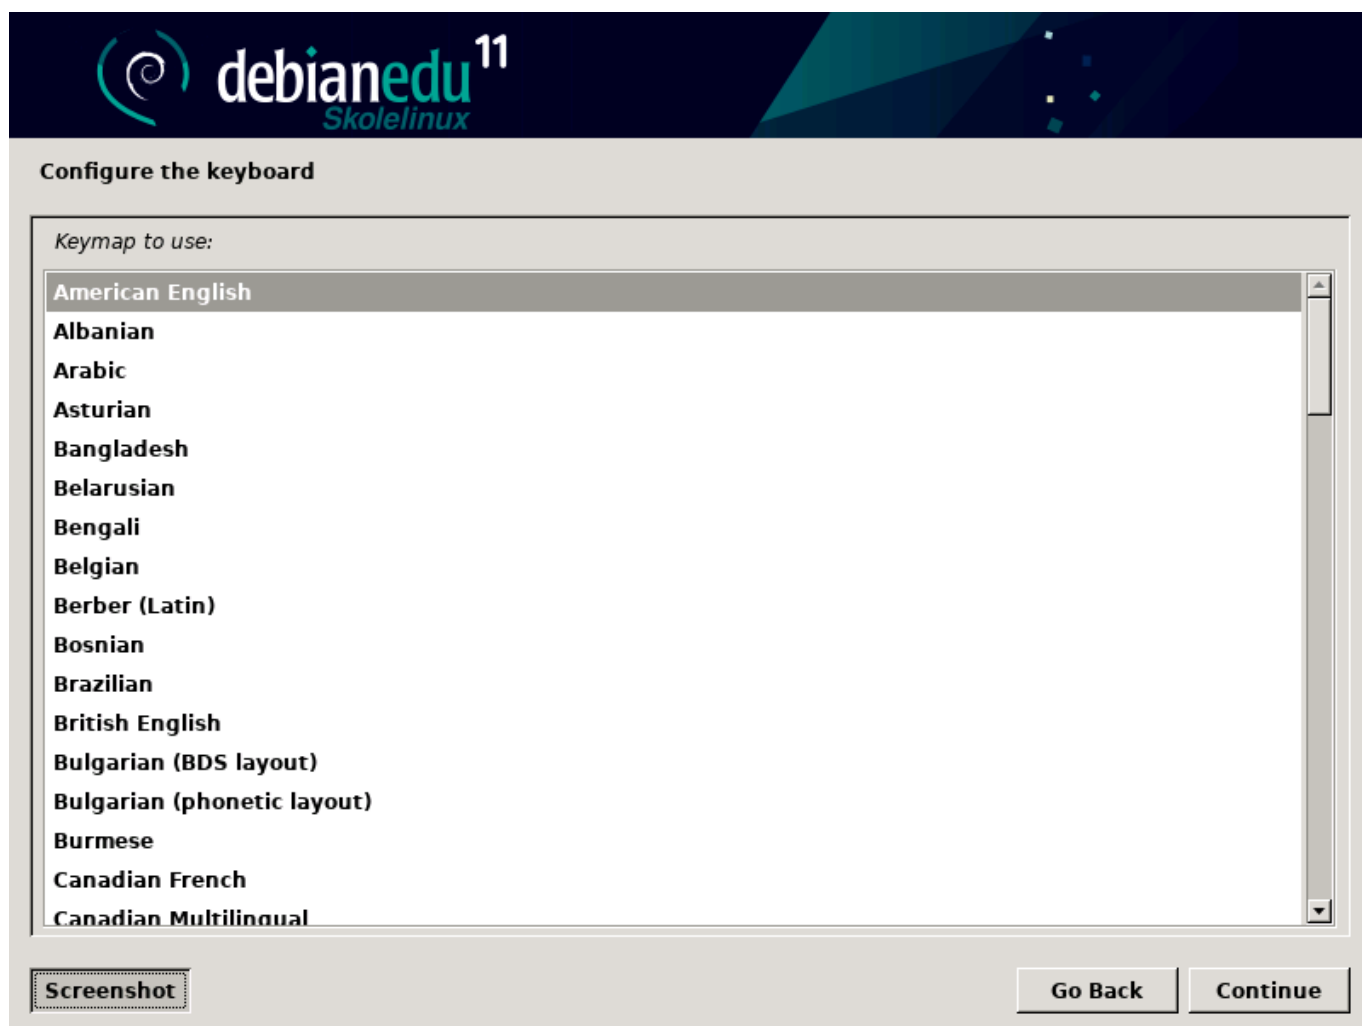 debianedu 11
Skolelinux
Configure the keyboard
Keymap to use:
American English
Albanian
Arabic
Asturian
Bangladesh
Belarusian
Bengali
Belgian
Berber (Latin)
Bosnian
Brazilian
British English
Bulgarian (BDS layout)
Bulgarian (phonetic layout)
Burmese
Canadian French
Canadian Multilingual
Screenshot
Go Back
Continue